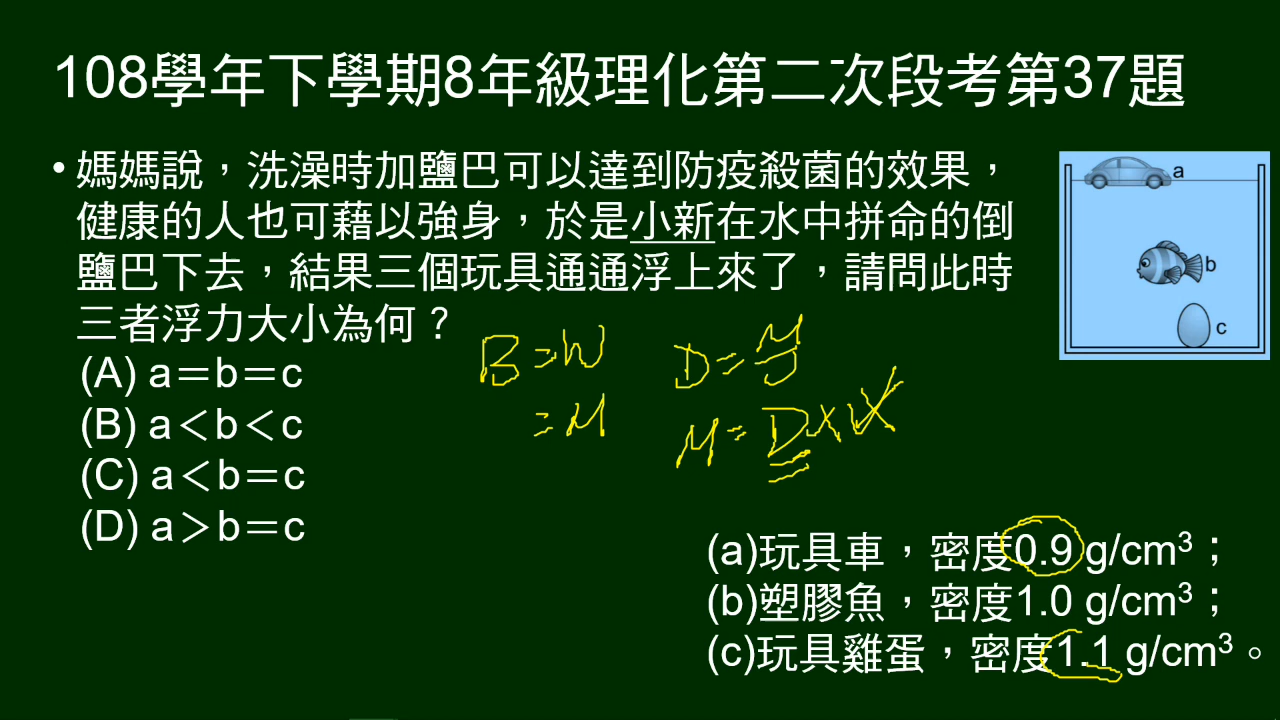 108學年下學期8年級理化第二次段考第37題
• 媽媽說，洗澡時加鹽巴可以達到防疫殺菌的效果，
健康的人也可藉以強身，於是小新在水中拼命的倒
鹽巴下去，結果三個玩具通通浮上來了，請問此時
三者浮力大小為何？
(A) a＝b＝c
(B) a＜b＜c
(C) a＜b＝c
(D) a＞b＝c
a
b
c
B=W
=M
D=M/V
M=D×V
(a)玩具車，密度0.9 g/cm³；
(b)塑膠魚，密度1.0 g/cm³；
(c)玩具雞蛋，密度1.1 g/cm³。